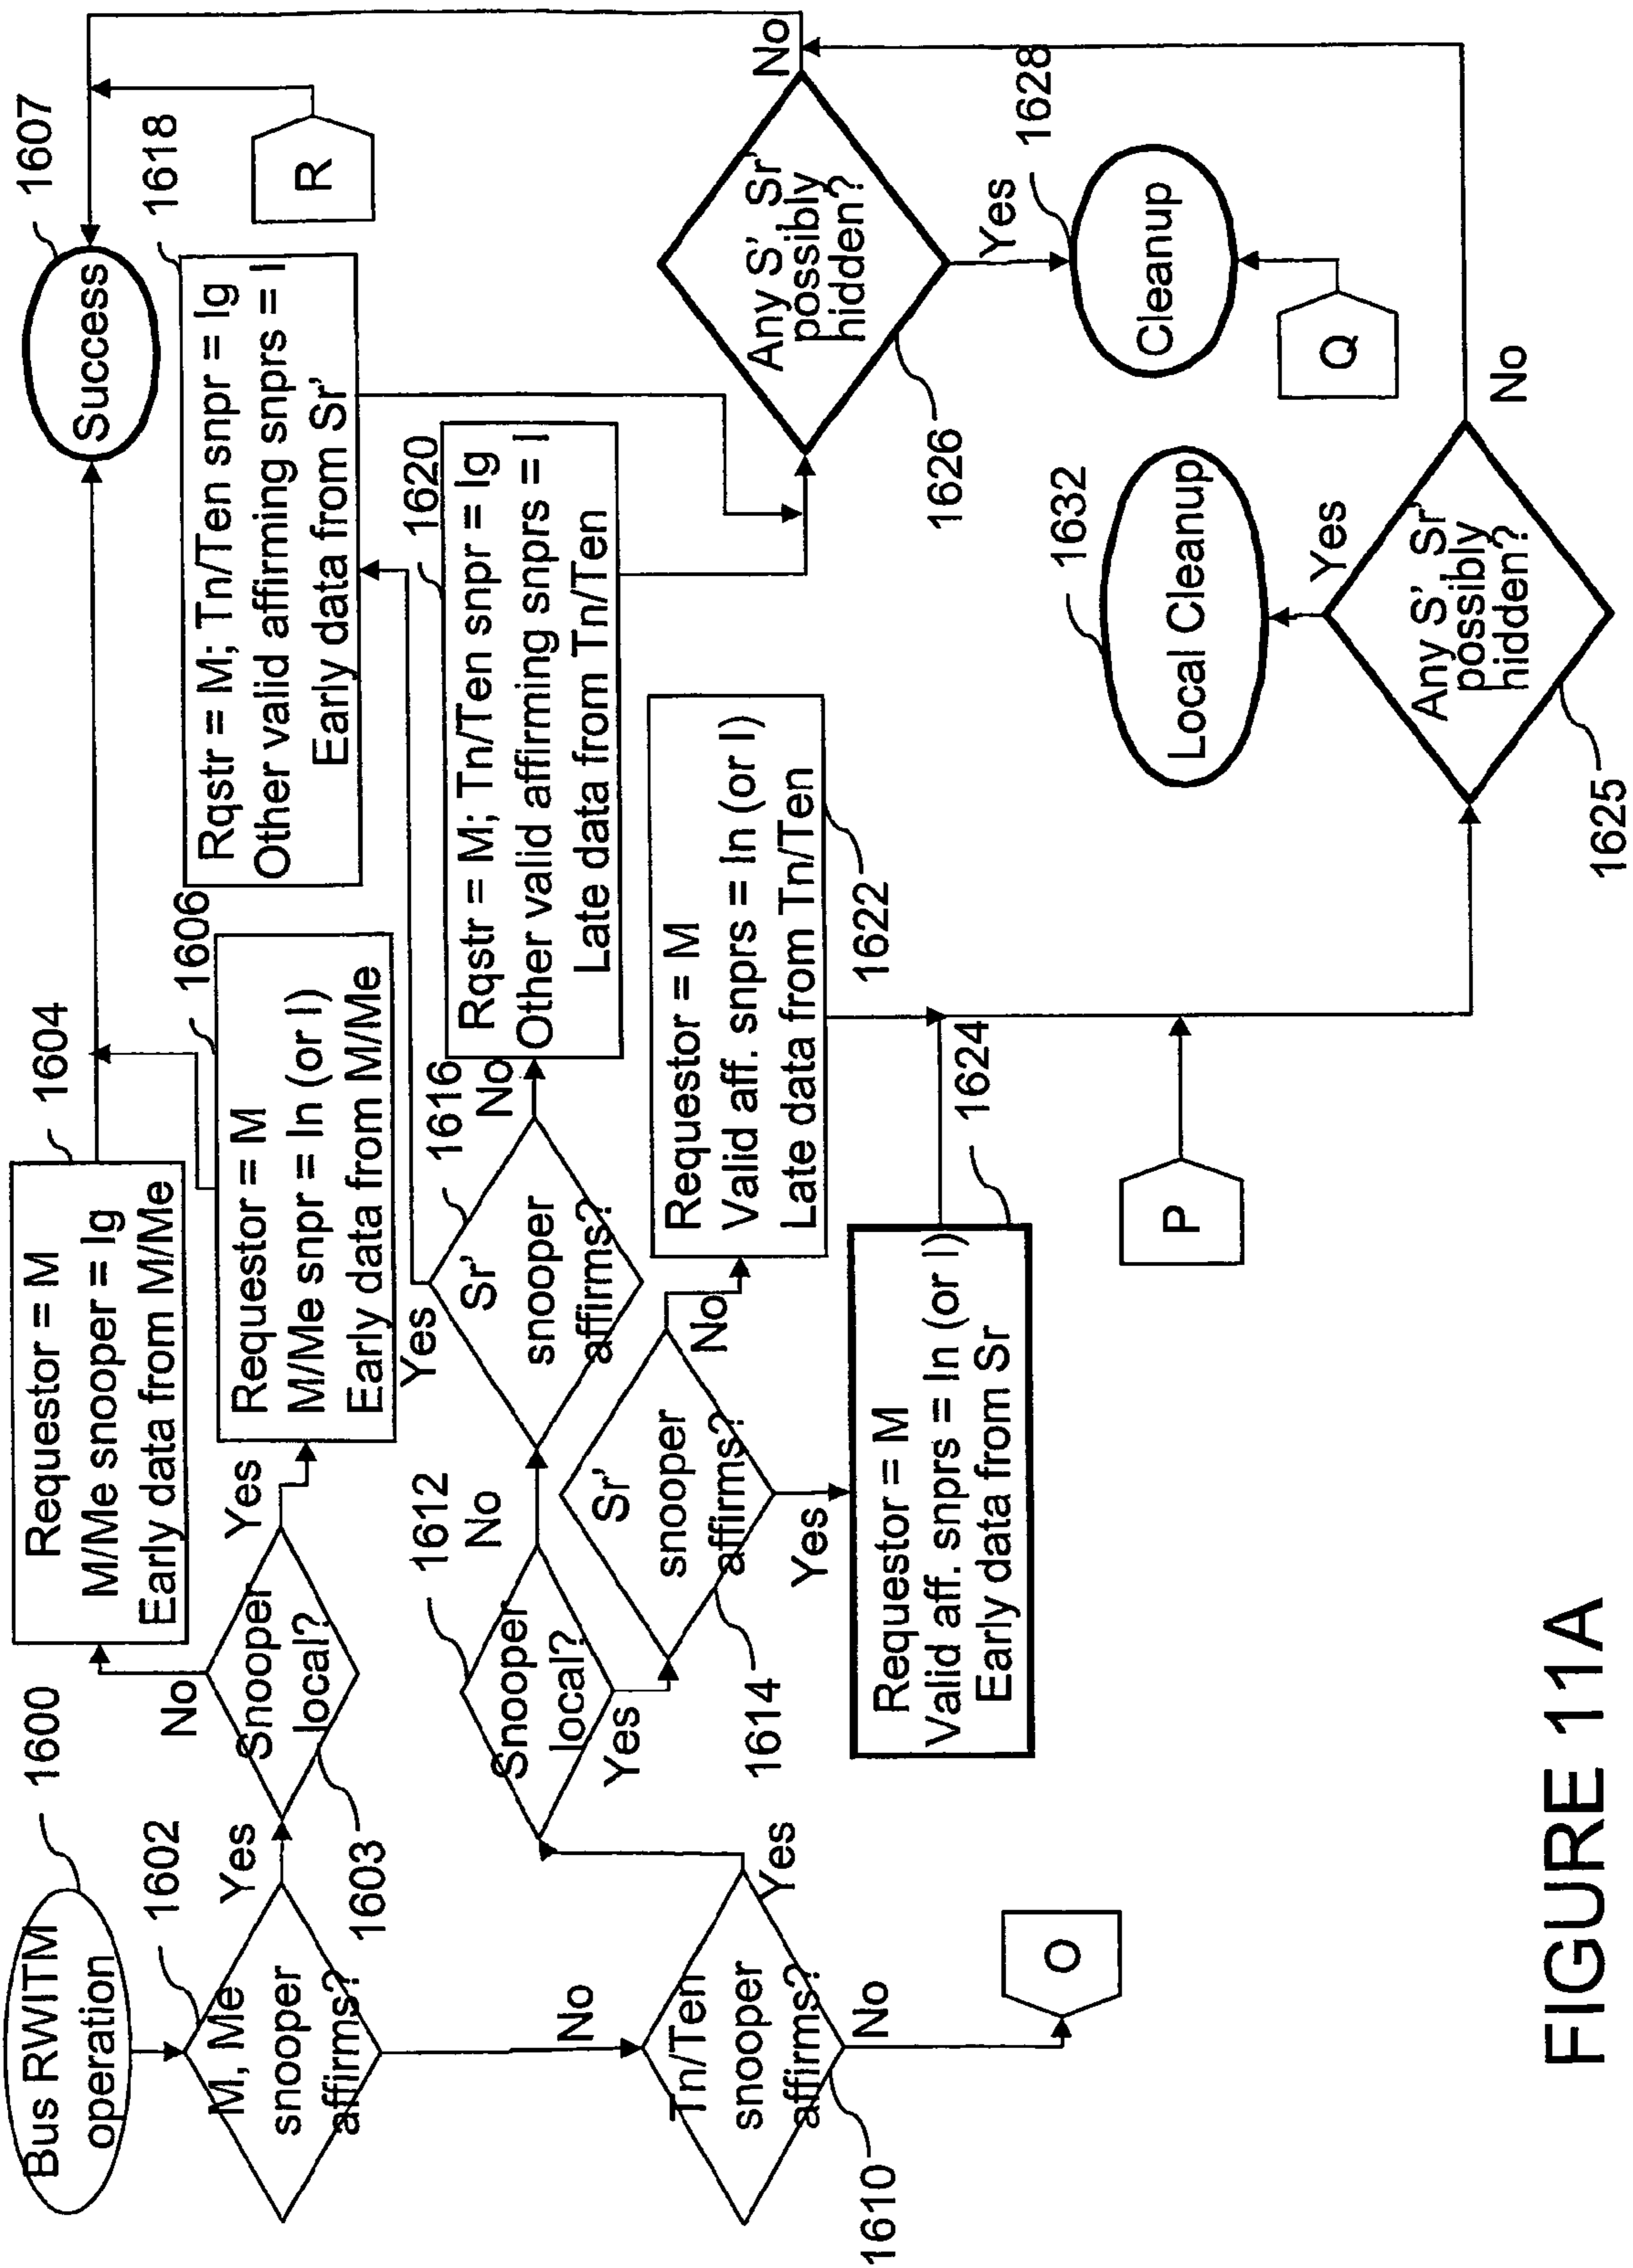 Bus RWITM
operation
1600
M, Me
snooper
affirms?
1602
Yes
No
Snooper
local?
1603
No
Yes
Requestor = M
M/Me snooper = Ig
Early data from M/Me
1604
Requestor = M
M/Me snpr = In (or I)
Early data from M/Me
1606
Success
1607
R
Tn/Ten
snooper
affirms?
1610
Yes
No
O
Snooper
local?
1612
No
Yes
Sr'
snooper
affirms?
1614
No
Yes
Sr'
snooper
affirms?
1616
Yes
No
Rqstr = M; Tn/Ten snpr = Ig
Other valid affirming snprs = I
Early data from Sr'
1618
Rqstr = M; Tn/Ten snpr = Ig
Other valid affirming snprs = I
Late data from Tn/Ten
1620
Requestor = M
Valid aff. snprs = In (or I)
Late data from Tn/Ten
1622
Requestor = M
Valid aff. snprs = In (or I)
Early data from Sr
1624
P
Any S' Sr'
possibly
hidden?
1625
Yes
No
Local Cleanup
1632
Any S' Sr'
possibly
hidden?
1626
No
Yes
Cleanup
1628
Q
FIGURE 11A